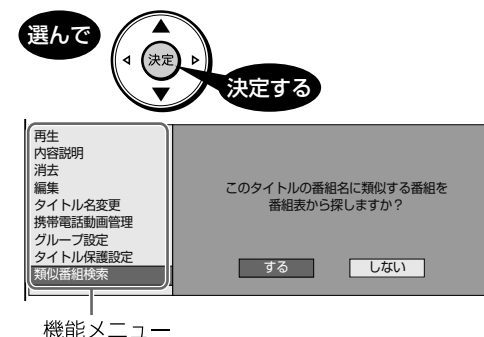 選んで
決定
決定する
再生
内容説明
消去
編集
タイトル名変更
携帯電話動画管理
グループ設定
タイトル保護設定
類似番組検索
このタイトルの番組名に類似する番組を
番組表から探しますか？
する
しない
機能メニュー